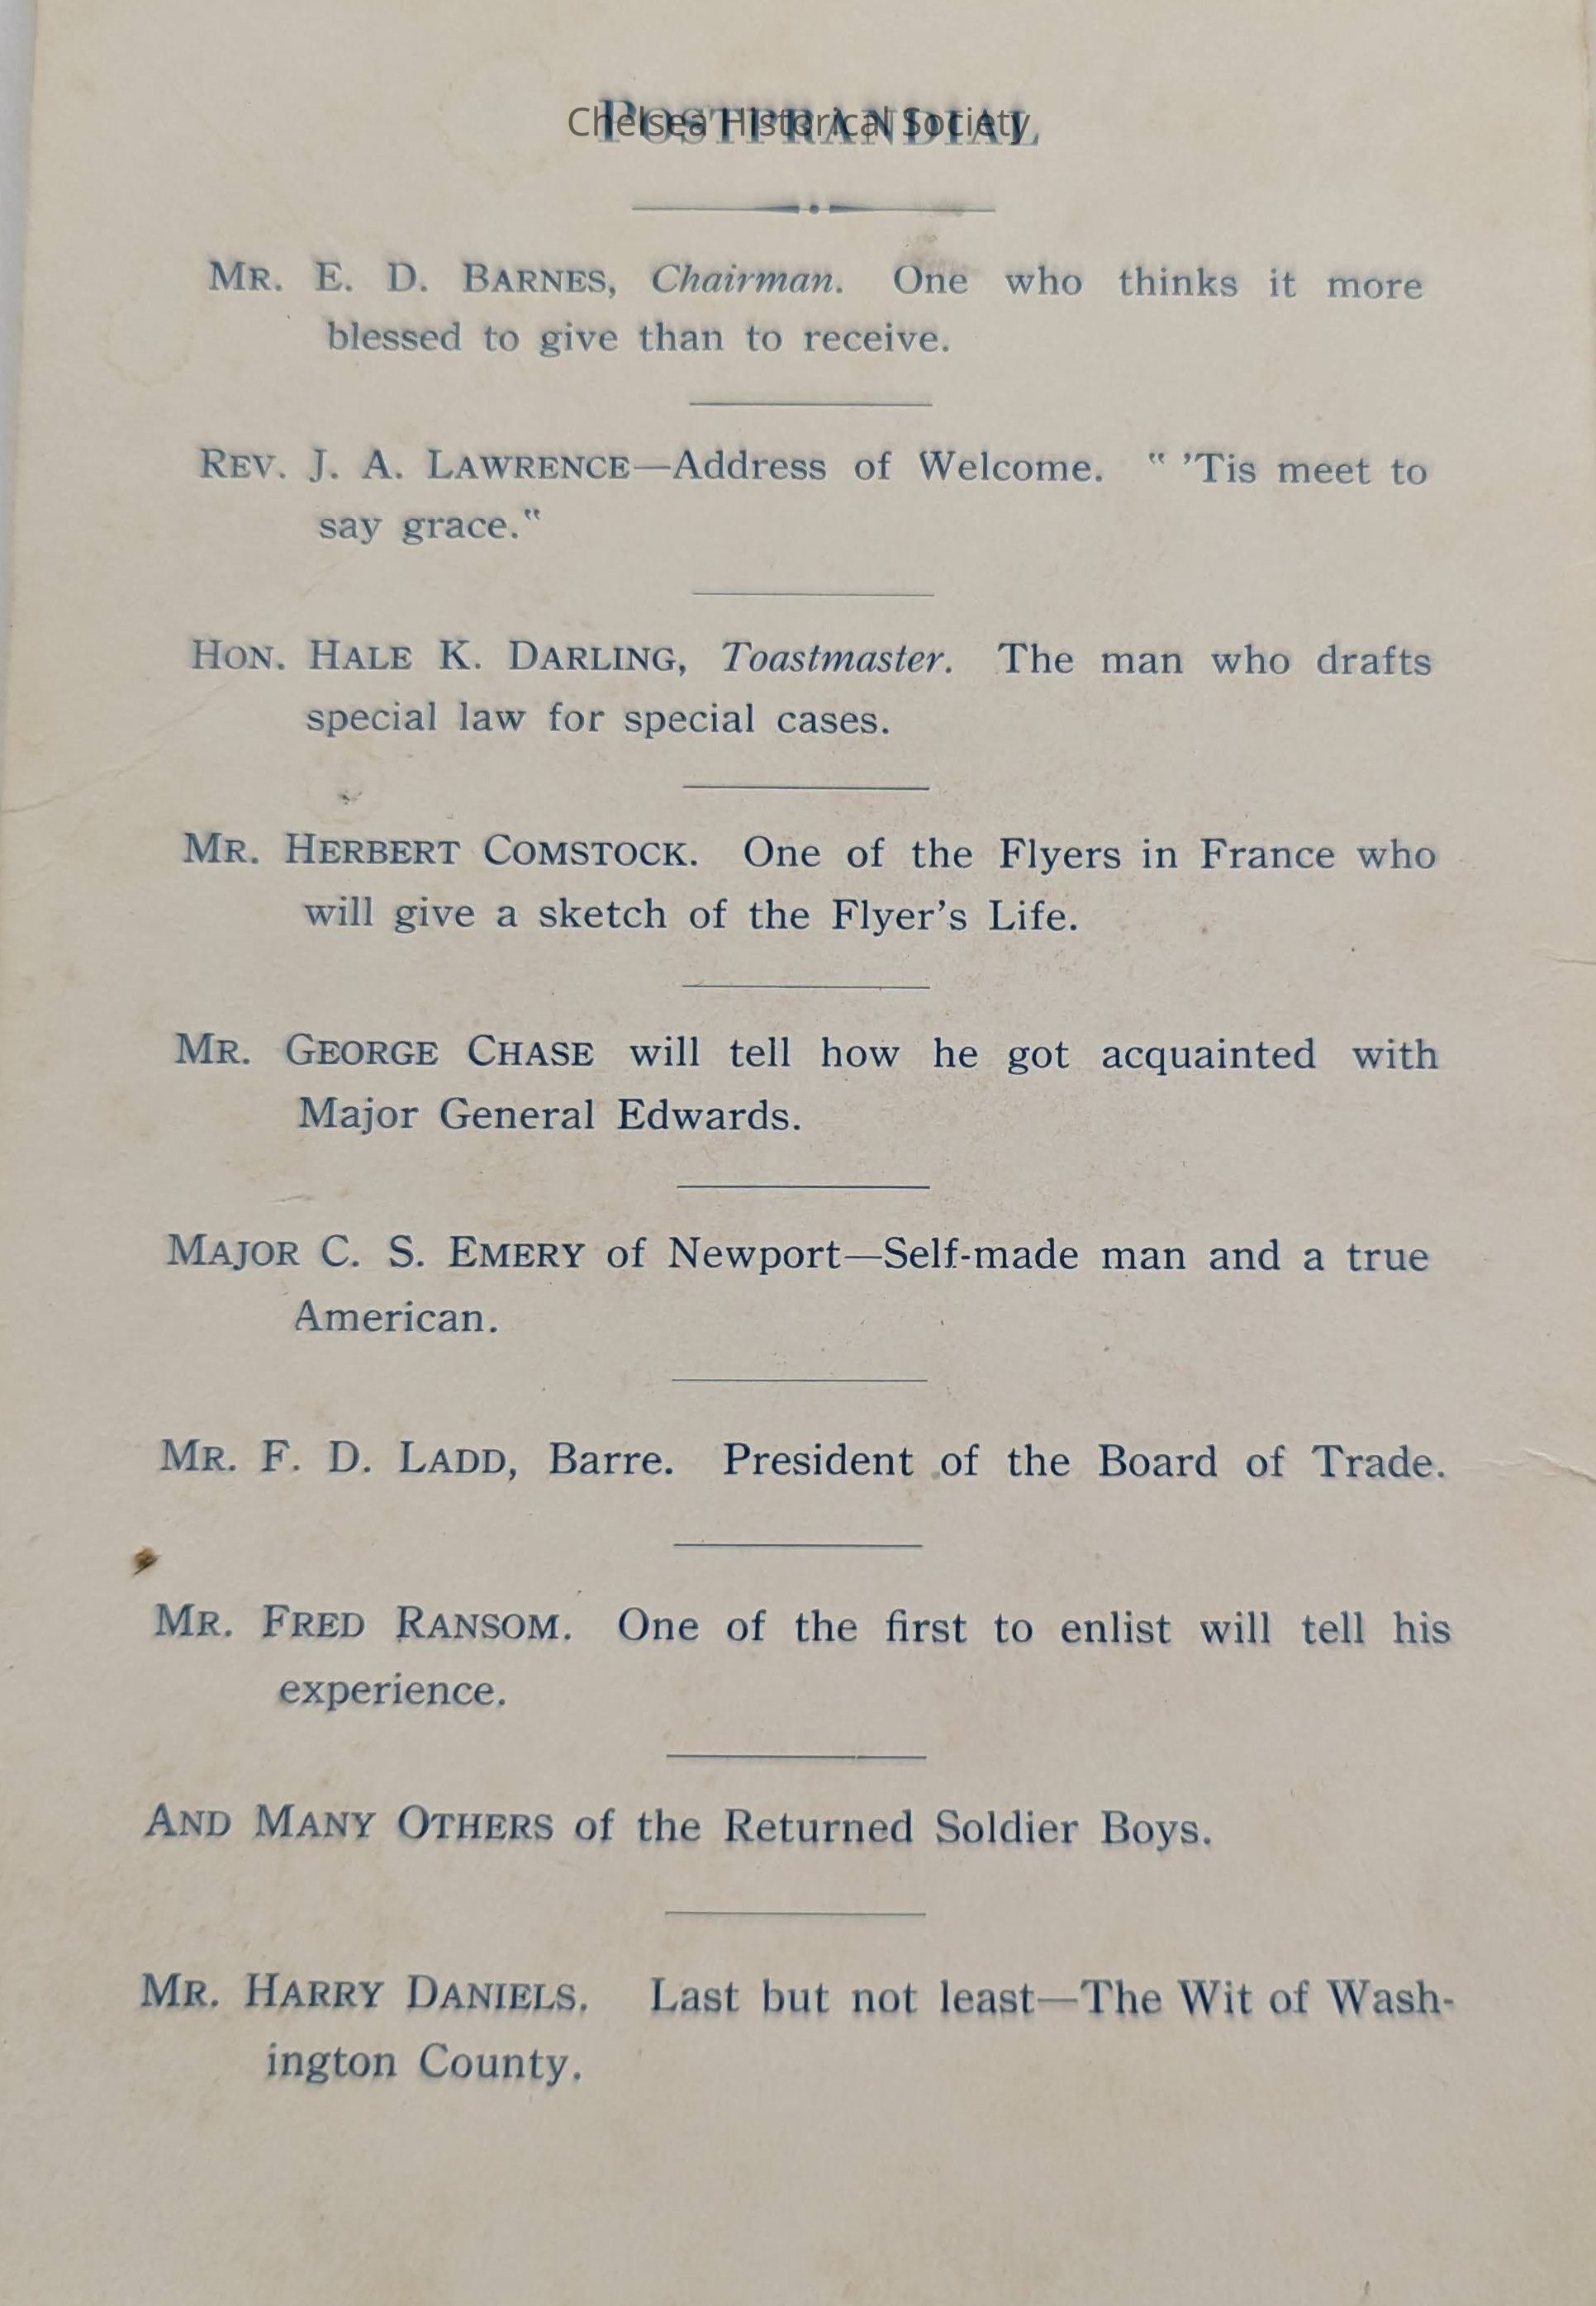 POSTPRANDIAL
Chelsea Historical Society
MR. E. D. BARNES, Chairman. One who thinks it more
blessed to give than to receive.
REV. J. A. LAWRENCE—Address of Welcome. " 'Tis meet to
say grace."
HON. HALE K. DARLING, Toastmaster. The man who drafts
special law for special cases.
MR. HERBERT COMSTOCK. One of the Flyers in France who
will give a sketch of the Flyer's Life.
MR. GEORGE CHASE will tell how he got acquainted with
Major General Edwards.
MAJOR C. S. EMERY of Newport—Self-made man and a true
American.
MR. F. D. LADD, Barre. President of the Board of Trade.
MR. FRED RANSOM. One of the first to enlist will tell his
experience.
AND MANY OTHERS of the Returned Soldier Boys.
MR. HARRY DANIELS. Last but not least—The Wit of Wash-
ington County.